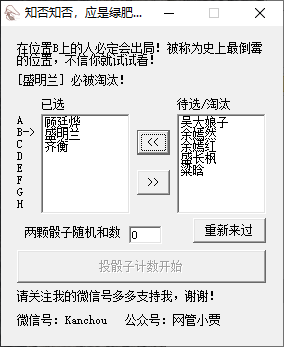 知否知否，应是绿肥...
在位置B上的人必定会出局！被称为史上最倒霉
的位置，不信你就试试看！
[盛明兰] 必被淘汰！
已选
待选/淘汰
A
B->
C
D
E
F
G
H
顾廷烨
盛明兰
齐衡
<<
>>
吴大娘子
余嫣然
余嫣红
盛长枫
梁晗
两颗骰子随机和数
0
重新来过
投骰子计数开始
请关注我的微信号多多支持我，谢谢！
微信号：Kanchou 公众号：网管小贾